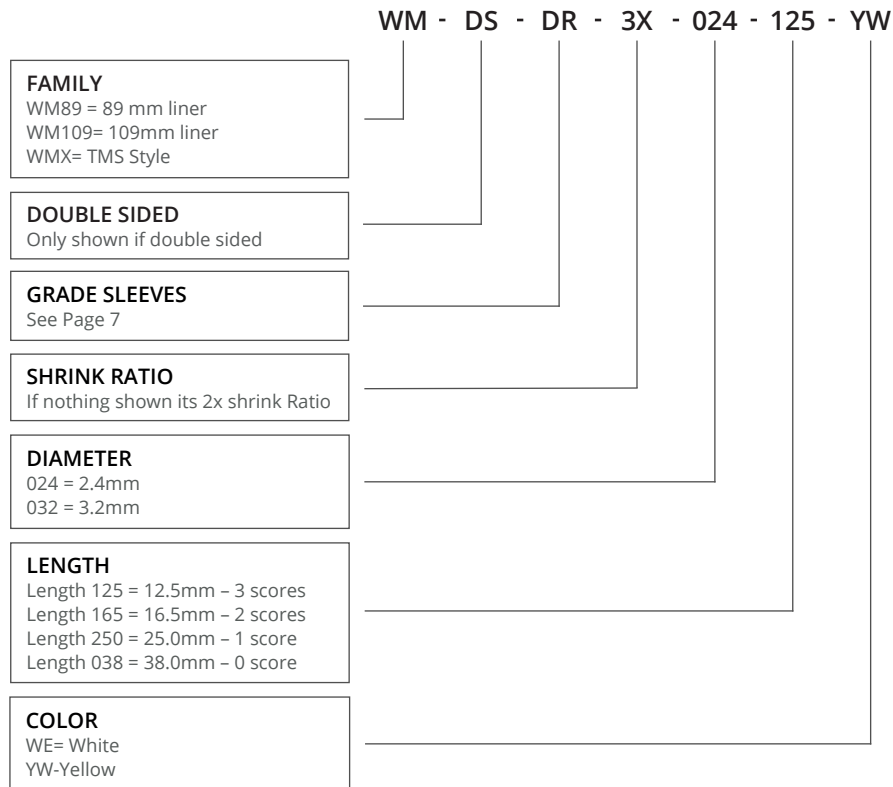 WM - DS - DR - 3X - 024 - 125 - YW
FAMILY
WM89 = 89 mm liner
WM109= 109mm liner
WMX= TMS Style
DOUBLE SIDED
Only shown if double sided
GRADE SLEEVES
See Page 7
SHRINK RATIO
If nothing shown its 2x shrink Ratio
DIAMETER
024 = 2.4mm
032 = 3.2mm
LENGTH
Length 125 = 12.5mm – 3 scores
Length 165 = 16.5mm – 2 scores
Length 250 = 25.0mm – 1 score
Length 038 = 38.0mm – 0 score
COLOR
WE= White
YW-Yellow